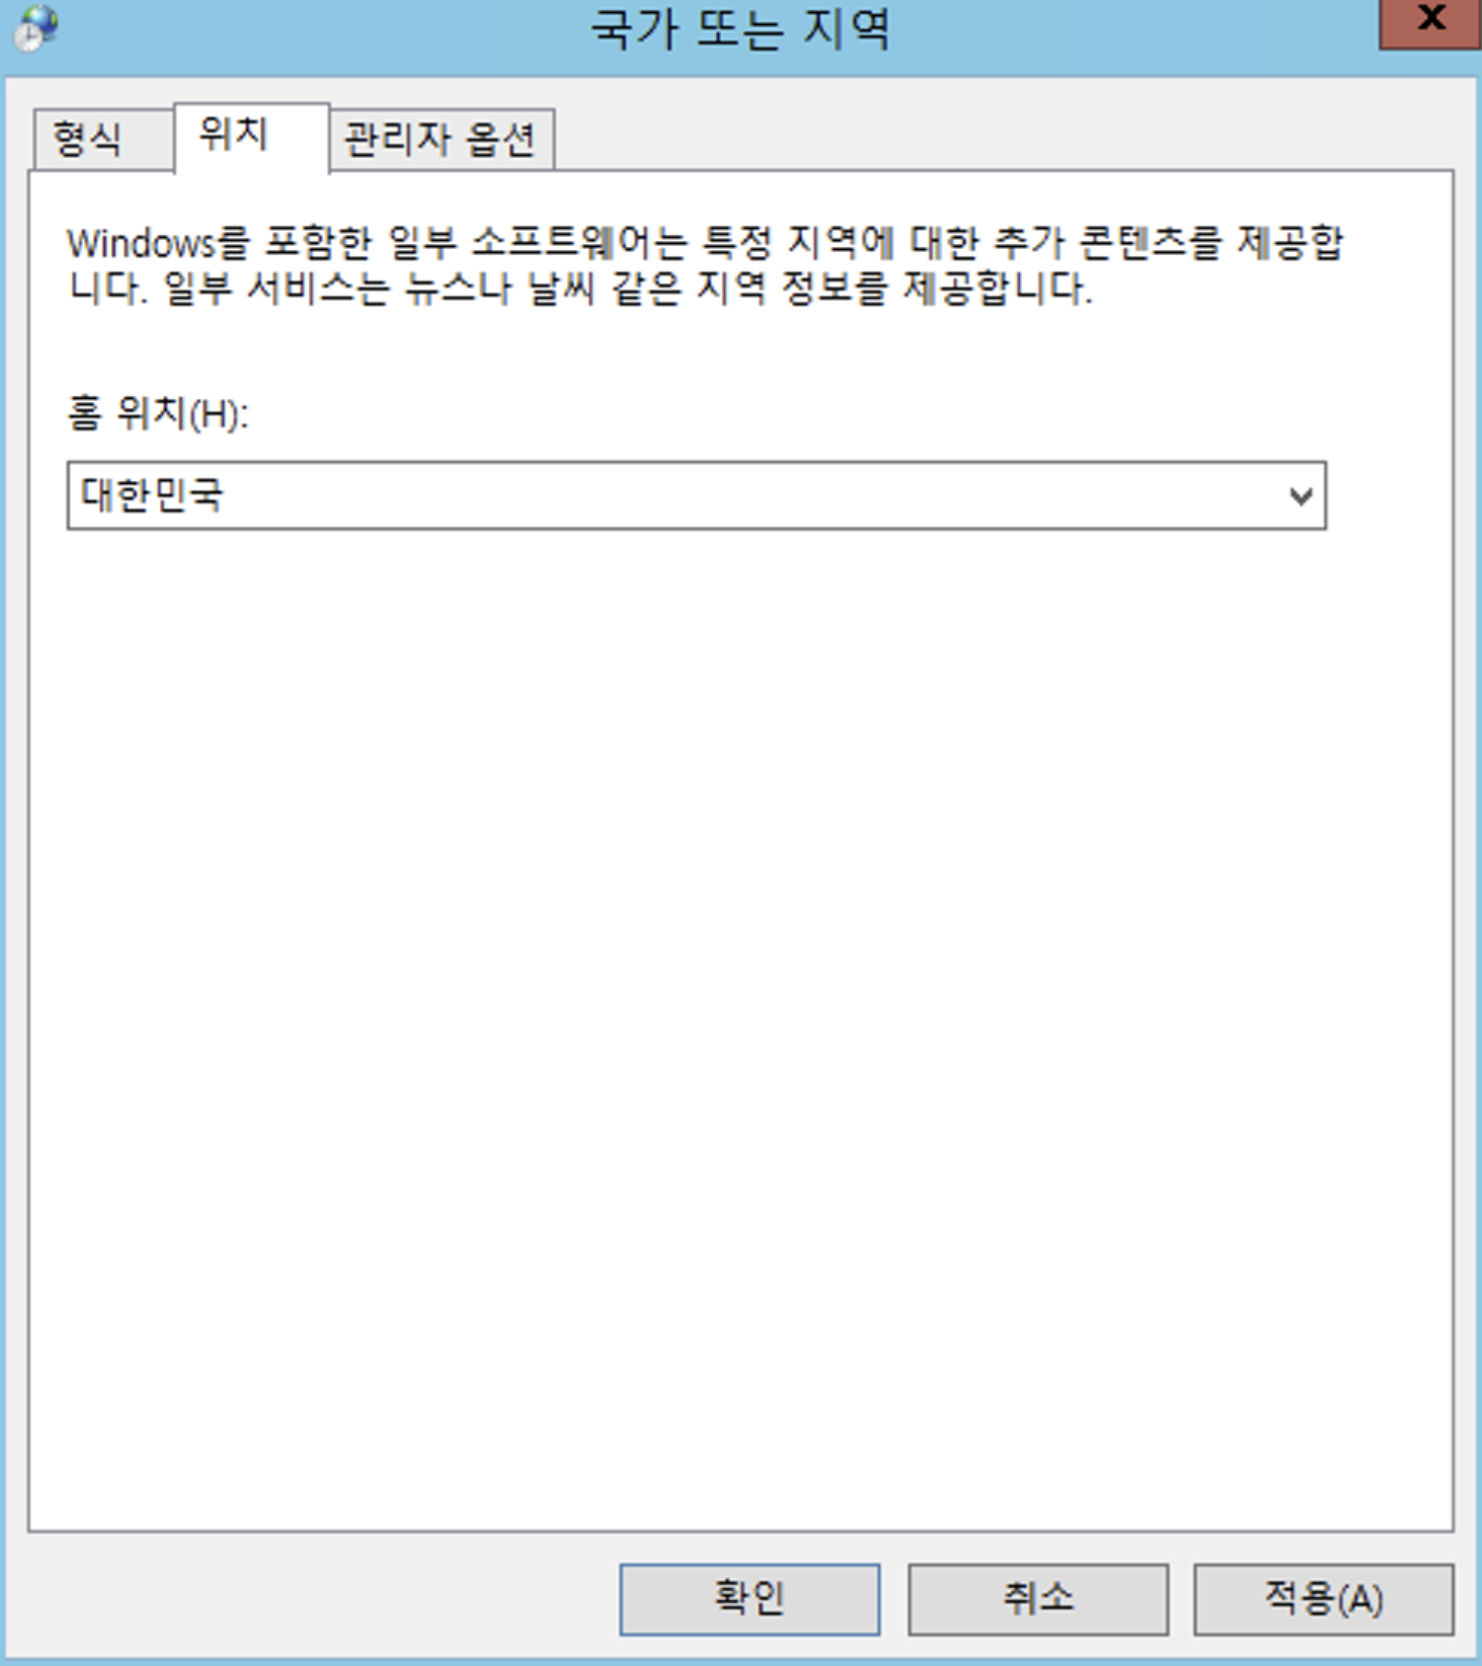 국가 또는 지역
형식
위치
관리자 옵션
Windows를 포함한 일부 소프트웨어는 특정 지역에 대한 추가 콘텐츠를 제공합
니다. 일부 서비스는 뉴스나 날씨 같은 지역 정보를 제공합니다.
홈 위치(H):
대한민국
확인
취소
적용(A)